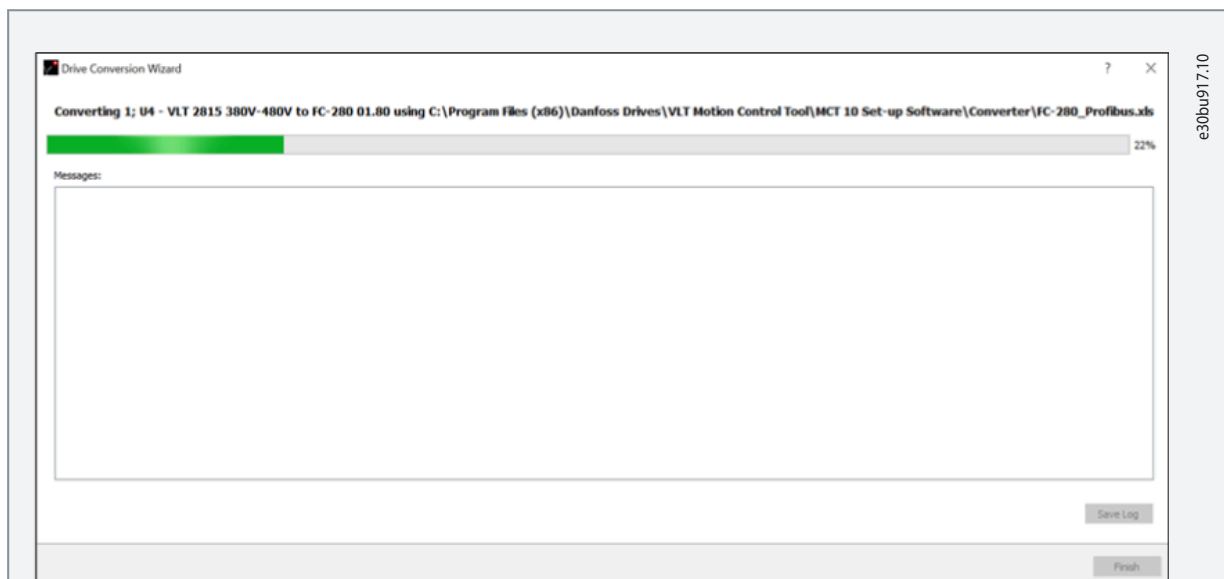 Drive Conversion Wizard
Converting 1; U4 - VLT 2815 380V-480V to FC-280 01.80 using C:\Program Files (x86)\Danfoss Drives\VLT Motion Control Tool\MCT 10 Set-up Software\Converter\FC-280_Profibus.xls
22%
Messages:
Save Log
Finish
e30bu917.10